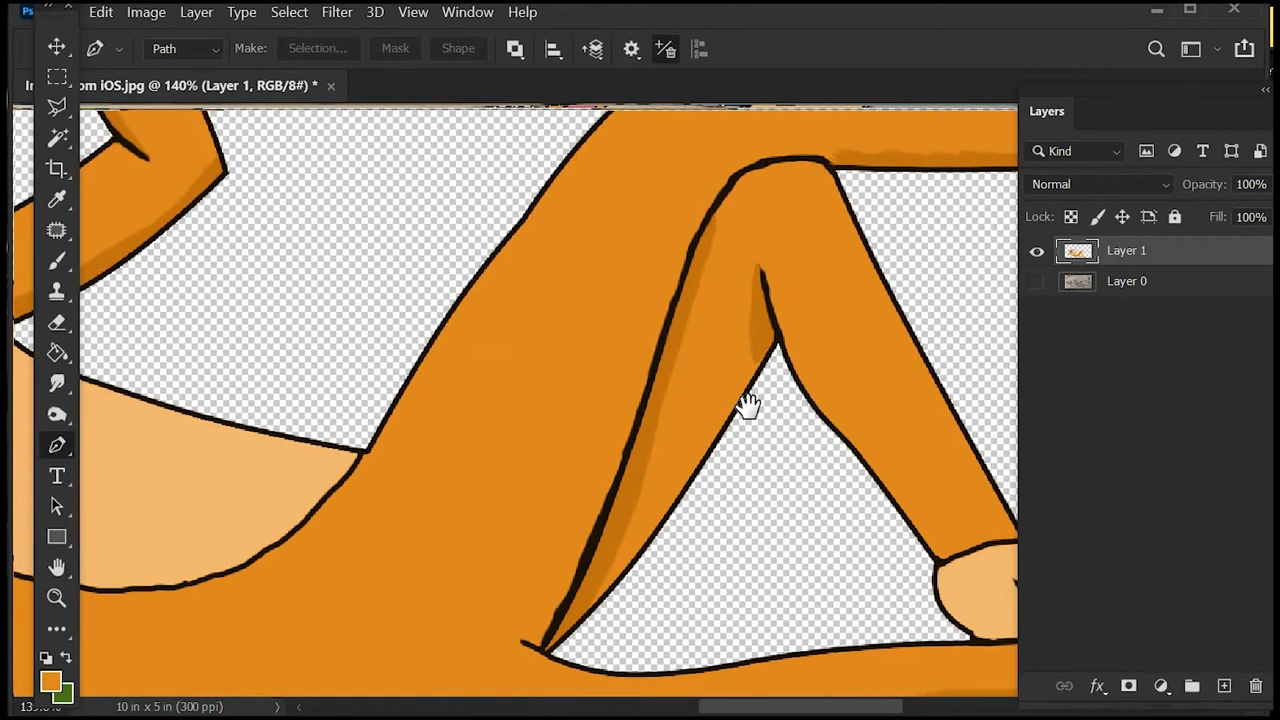 Ps Edit Image Layer Type Select Filter 3D View Window Help
Path Make: Selection... Mask Shape
om iOS.jpg @ 140% (Layer 1, RGB/8#) * ×
Layers
Kind
Normal Opacity: 100%
Lock: Fill: 100%
Layer 1
Layer 0
T
fx
10 in x 5 in (300 ppi)